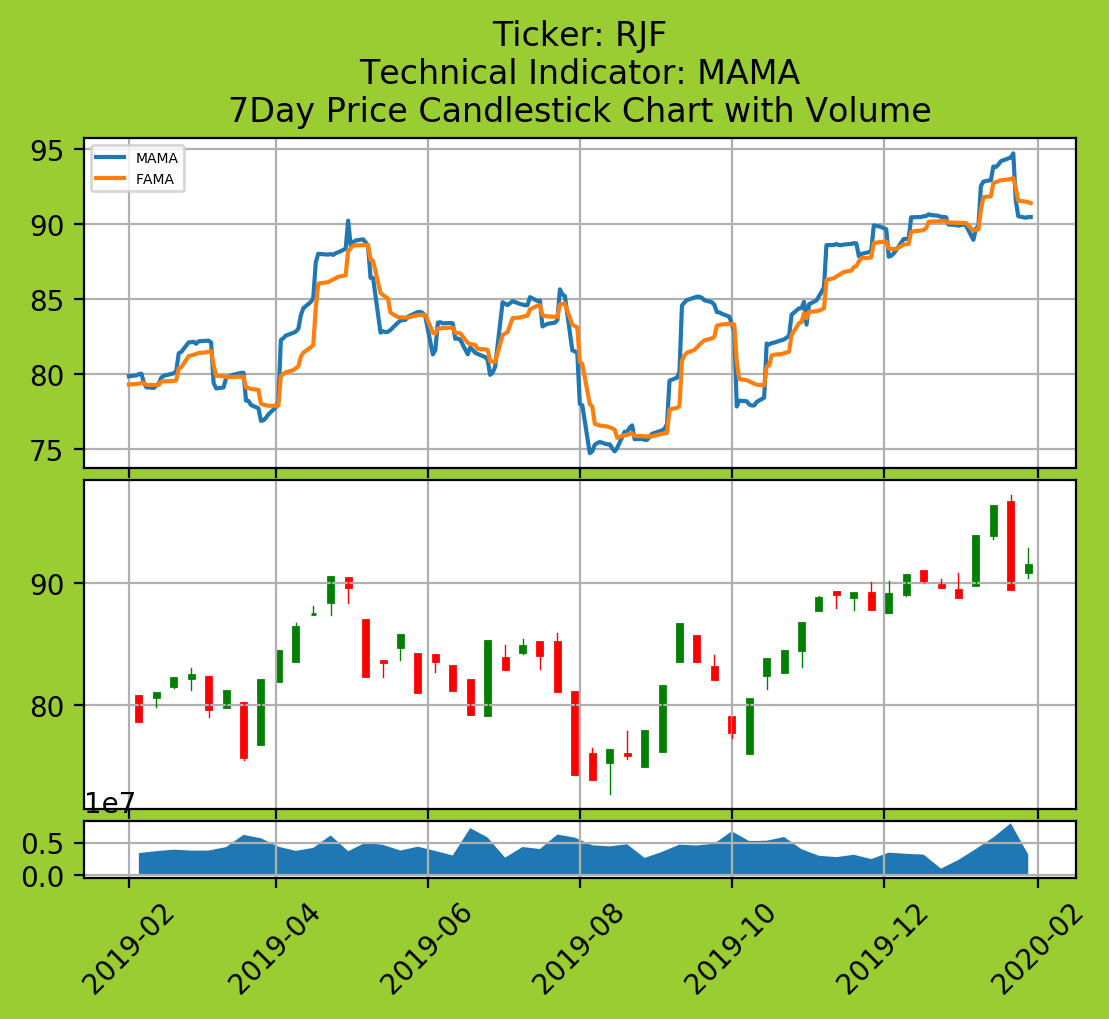 Ticker: RJF
Technical Indicator: MAMA
7Day Price Candlestick Chart with Volume
MAMA
FAMA
95
90
85
80
75
90
80
1e7
0.5
0.0
2019-02
2019-04
2019-06
2019-08
2019-10
2019-12
2020-02